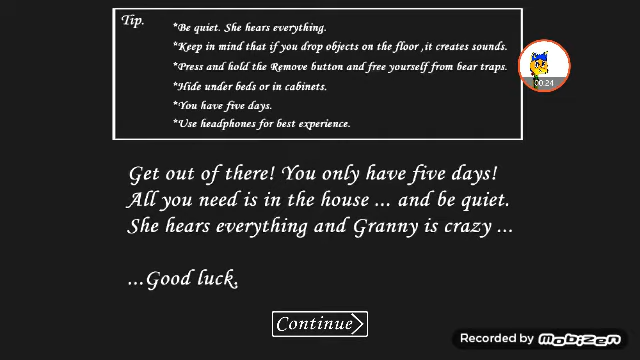 Tip.
*Be quiet. She hears everything.
*Keep in mind that if you drop objects on the floor ,it creates sounds.
*Press and hold the Remove button and free yourself from bear traps.
*Hide under beds or in cabinets.
*You have five days.
*Use headphones for best experience.
00:24
Get out of there! You only have five days!
All you need is in the house ... and be quiet.
She hears everything and Granny is crazy ...
...Good luck.
Continue
Recorded by MOBIZEN